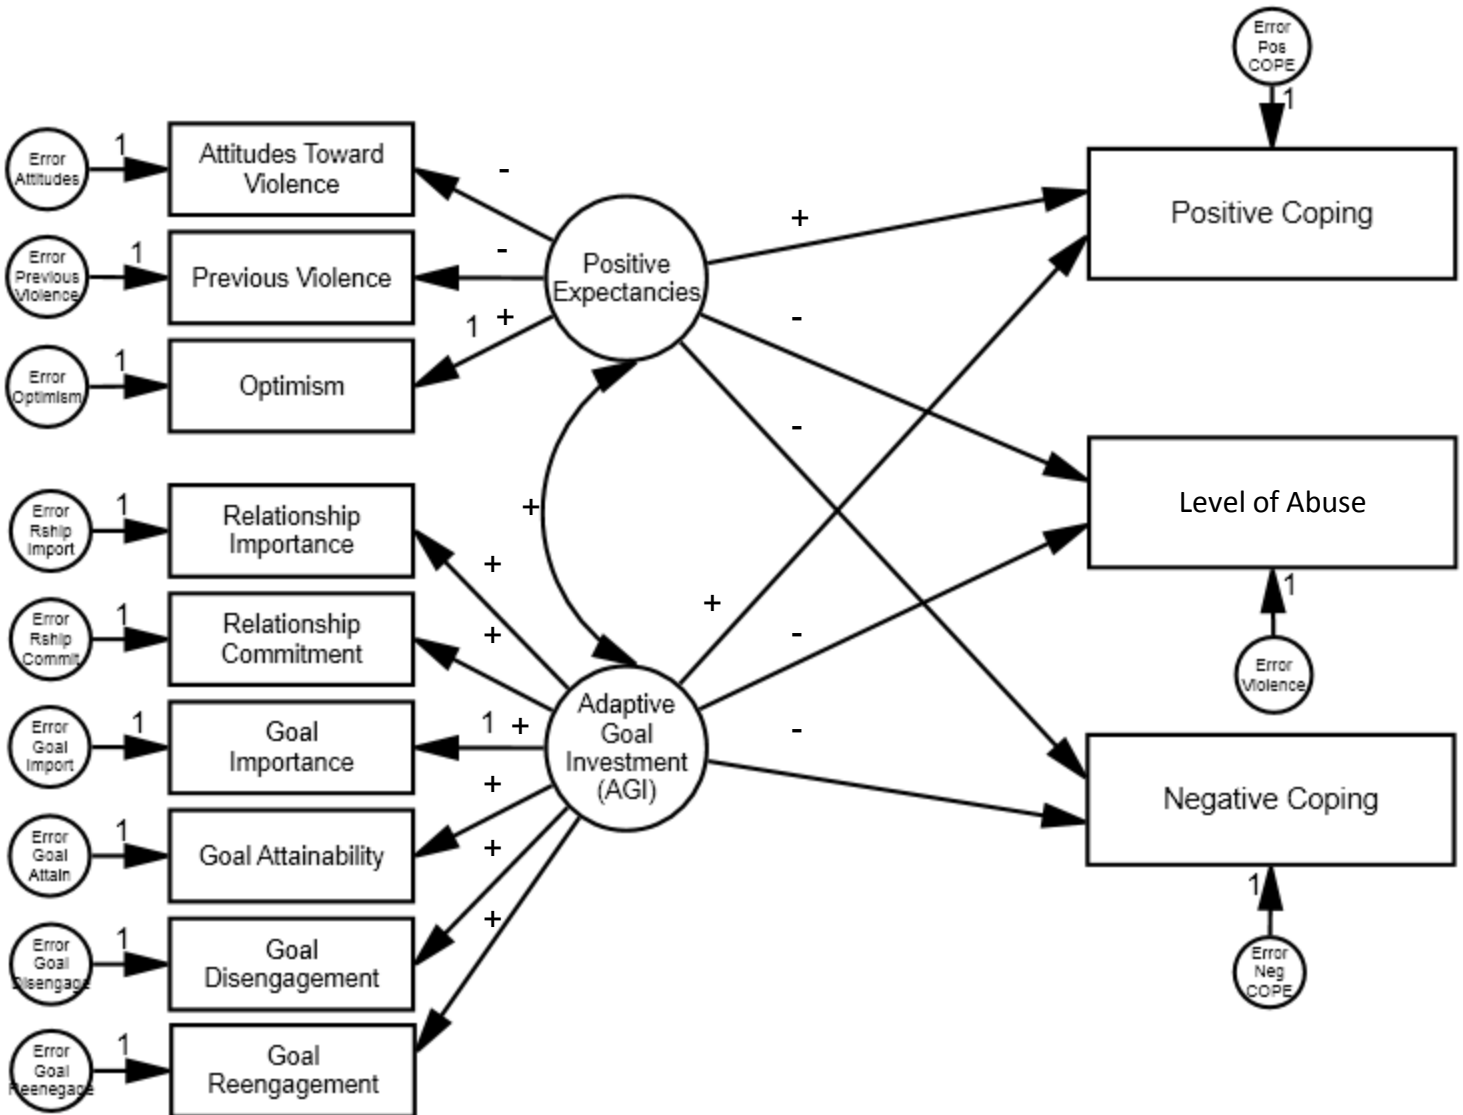 Error
Pos
COPE
1
Positive Coping
Error
Attitudes
1
Attitudes Toward
Violence
-
Error
Previous
Violence
1
Previous Violence
-
Error
Optimism
1
Optimism
1 +
Positive
Expectancies
+
-
-
+
Error
Rship
Import
1
Relationship
Importance
+
Error
Rship
Commit
1
Relationship
Commitment
+
Error
Goal
Import
1
Goal
Importance
1 +
Error
Goal
Attain
1
Goal Attainability
+
Error
Goal
Disengage
1
Goal
Disengagement
+
Error
Goal
Reenegage
1
Goal
Reengagement
+
Adaptive
Goal
Investment
(AGI)
+
-
-
Level of Abuse
1
Error
Violence
Negative Coping
1
Error
Neg
COPE